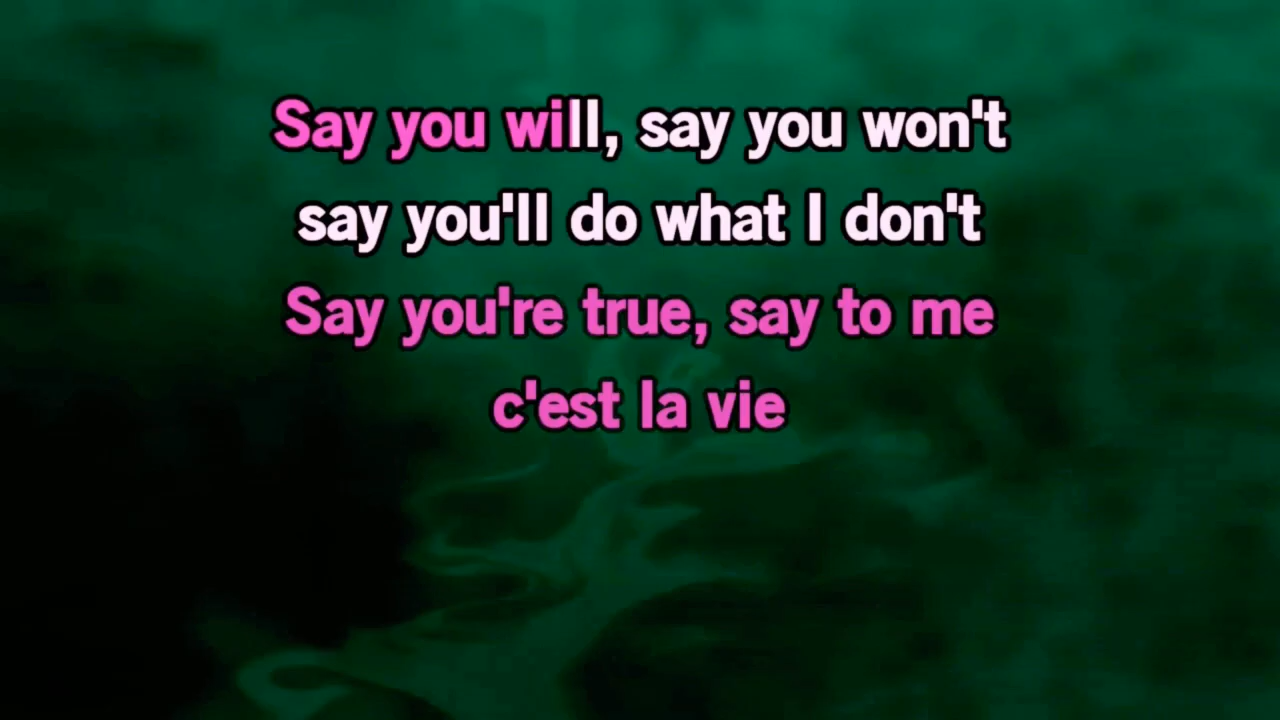 Say you will, say you won't
say you'll do what I don't
Say you're true, say to me
c'est la vie